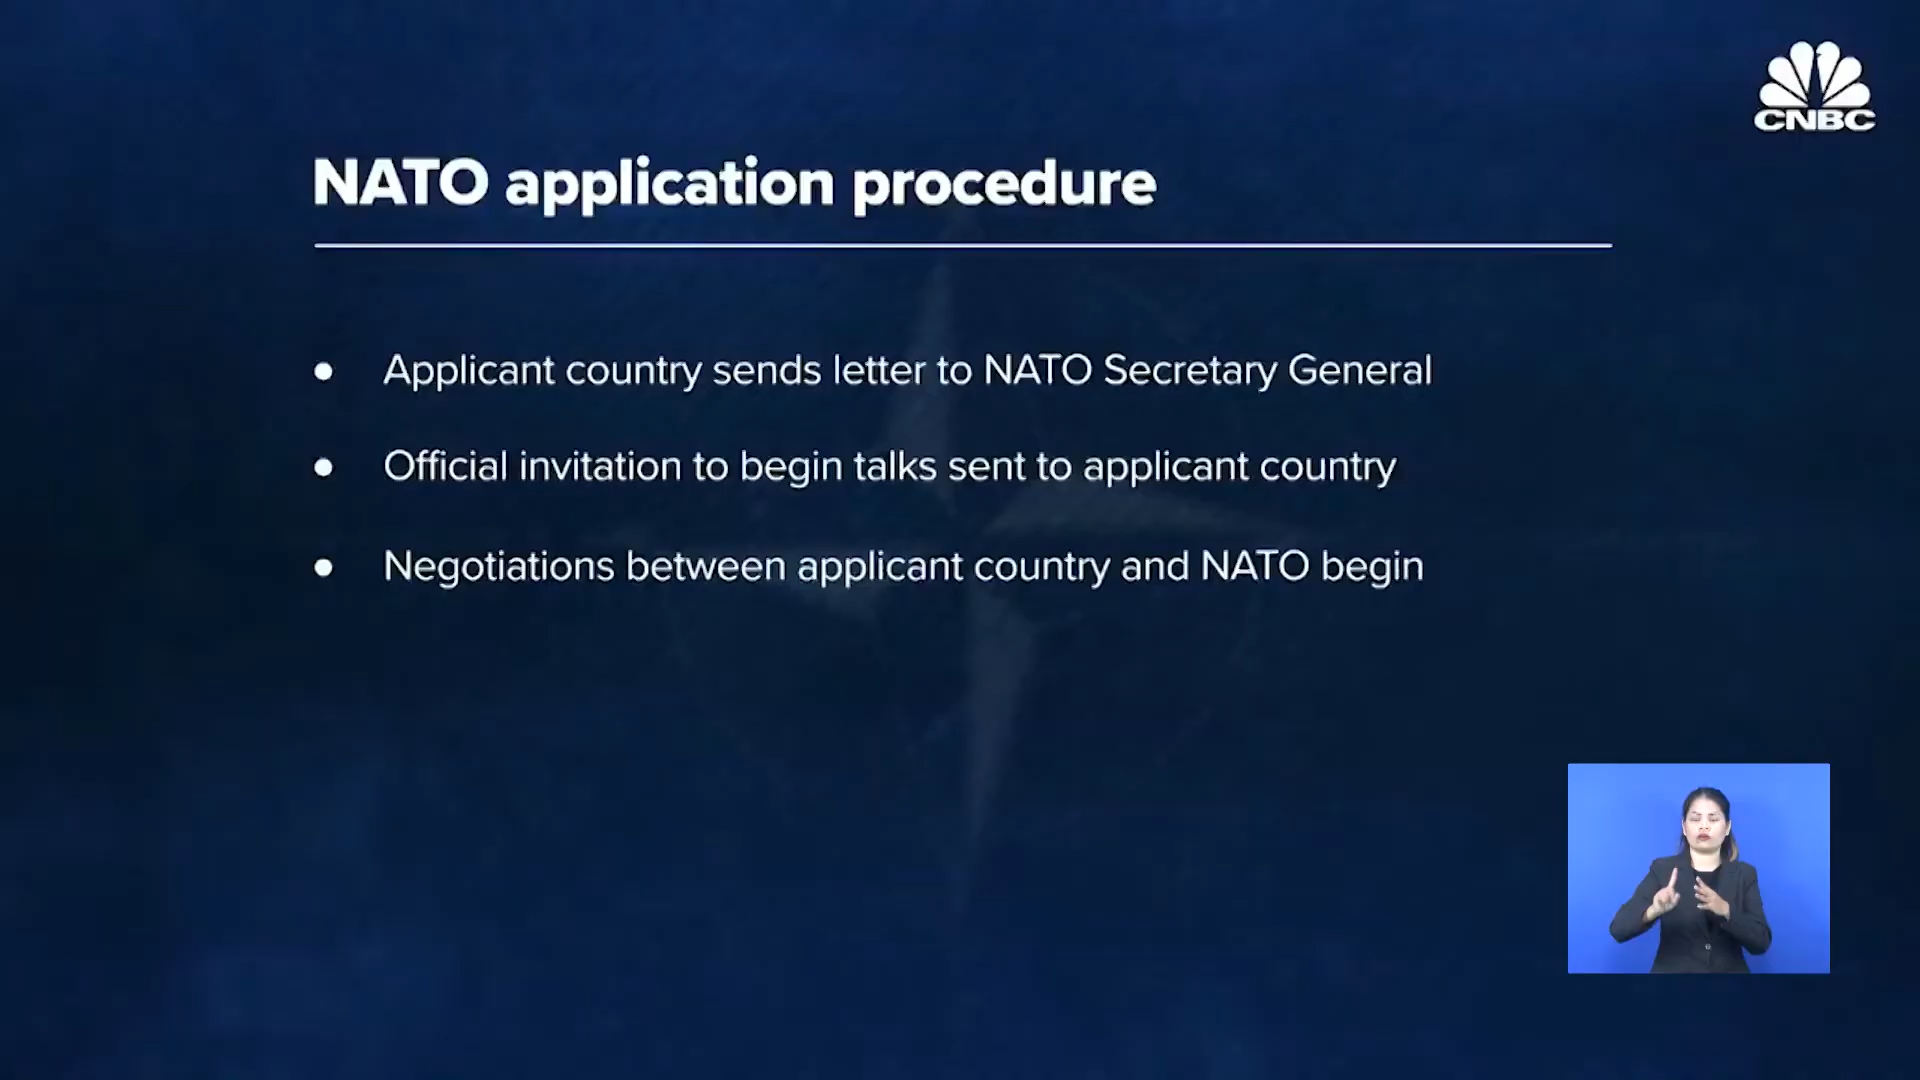 CNBC
NATO application procedure
● Applicant country sends letter to NATO Secretary General
● Official invitation to begin talks sent to applicant country
● Negotiations between applicant country and NATO begin